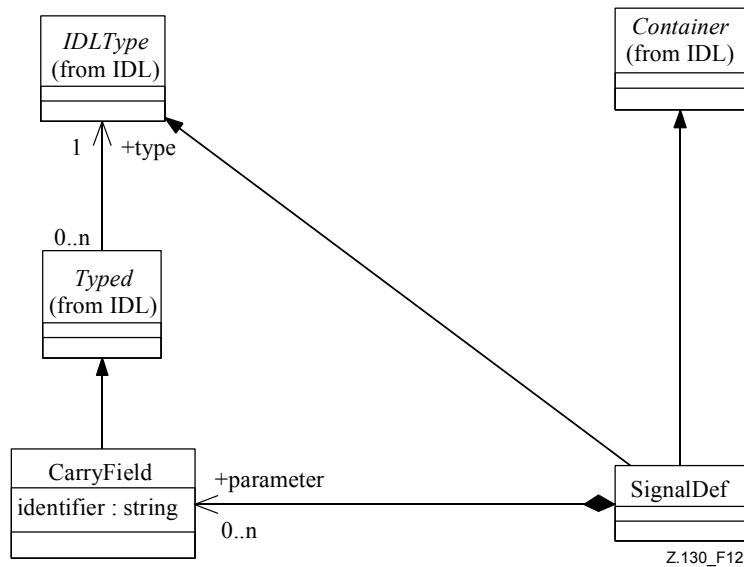 IDLType
(from IDL)
Container
(from IDL)
1
+type
0..n
Typed
(from IDL)
CarryField
identifier : string
+parameter
0..n
SignalDef
Z.130_F12